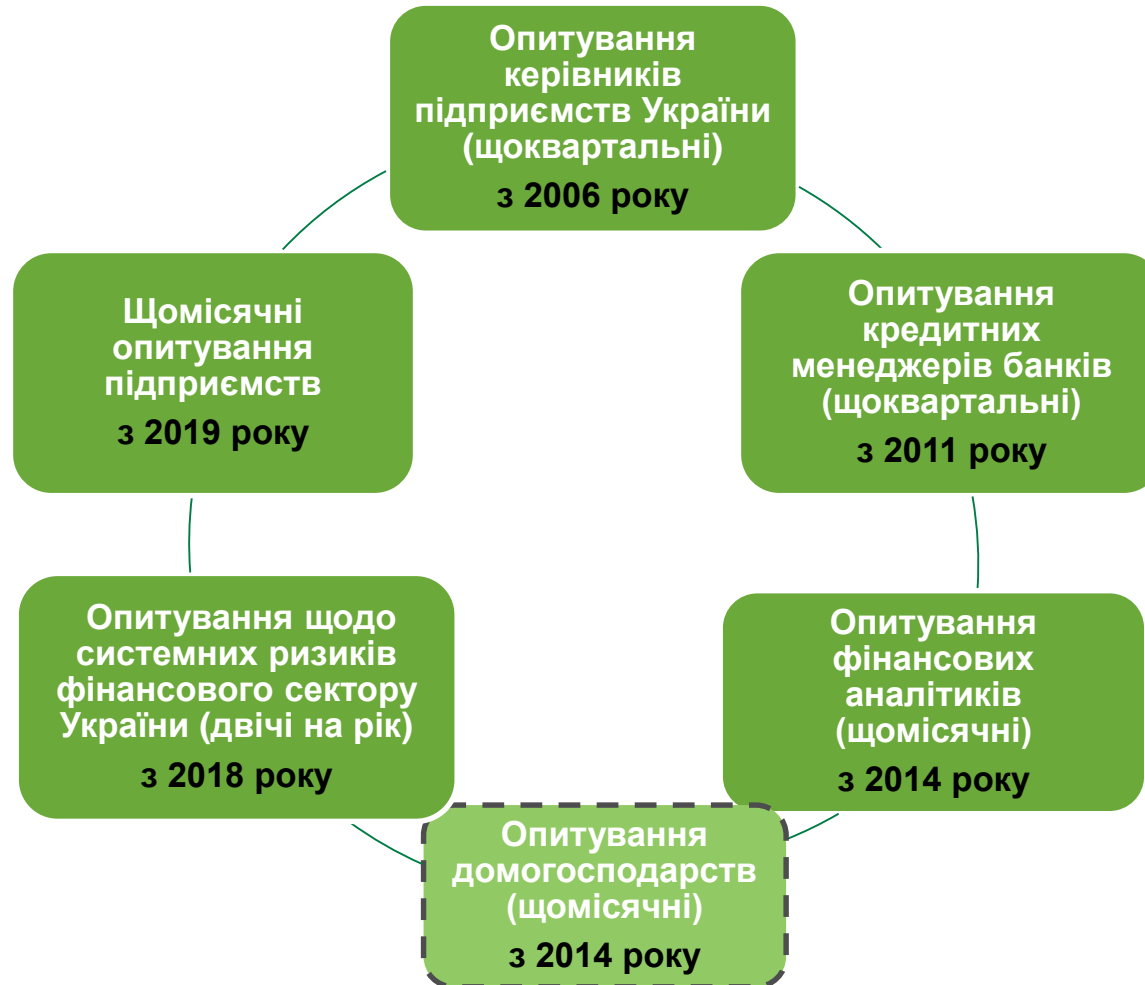 Опитування
керівників
підприємств України
(щоквартальні)
з 2006 року
Опитування
кредитних
менеджерів банків
(щоквартальні)
з 2011 року
Опитування
фінансових
аналітиків
(щомісячні)
з 2014 року
Опитування
домогосподарств
(щомісячні)
з 2014 року
Опитування щодо
системних ризиків
фінансового сектору
України (двічі на рік)
з 2018 року
Щомісячні
опитування
підприємств
з 2019 року